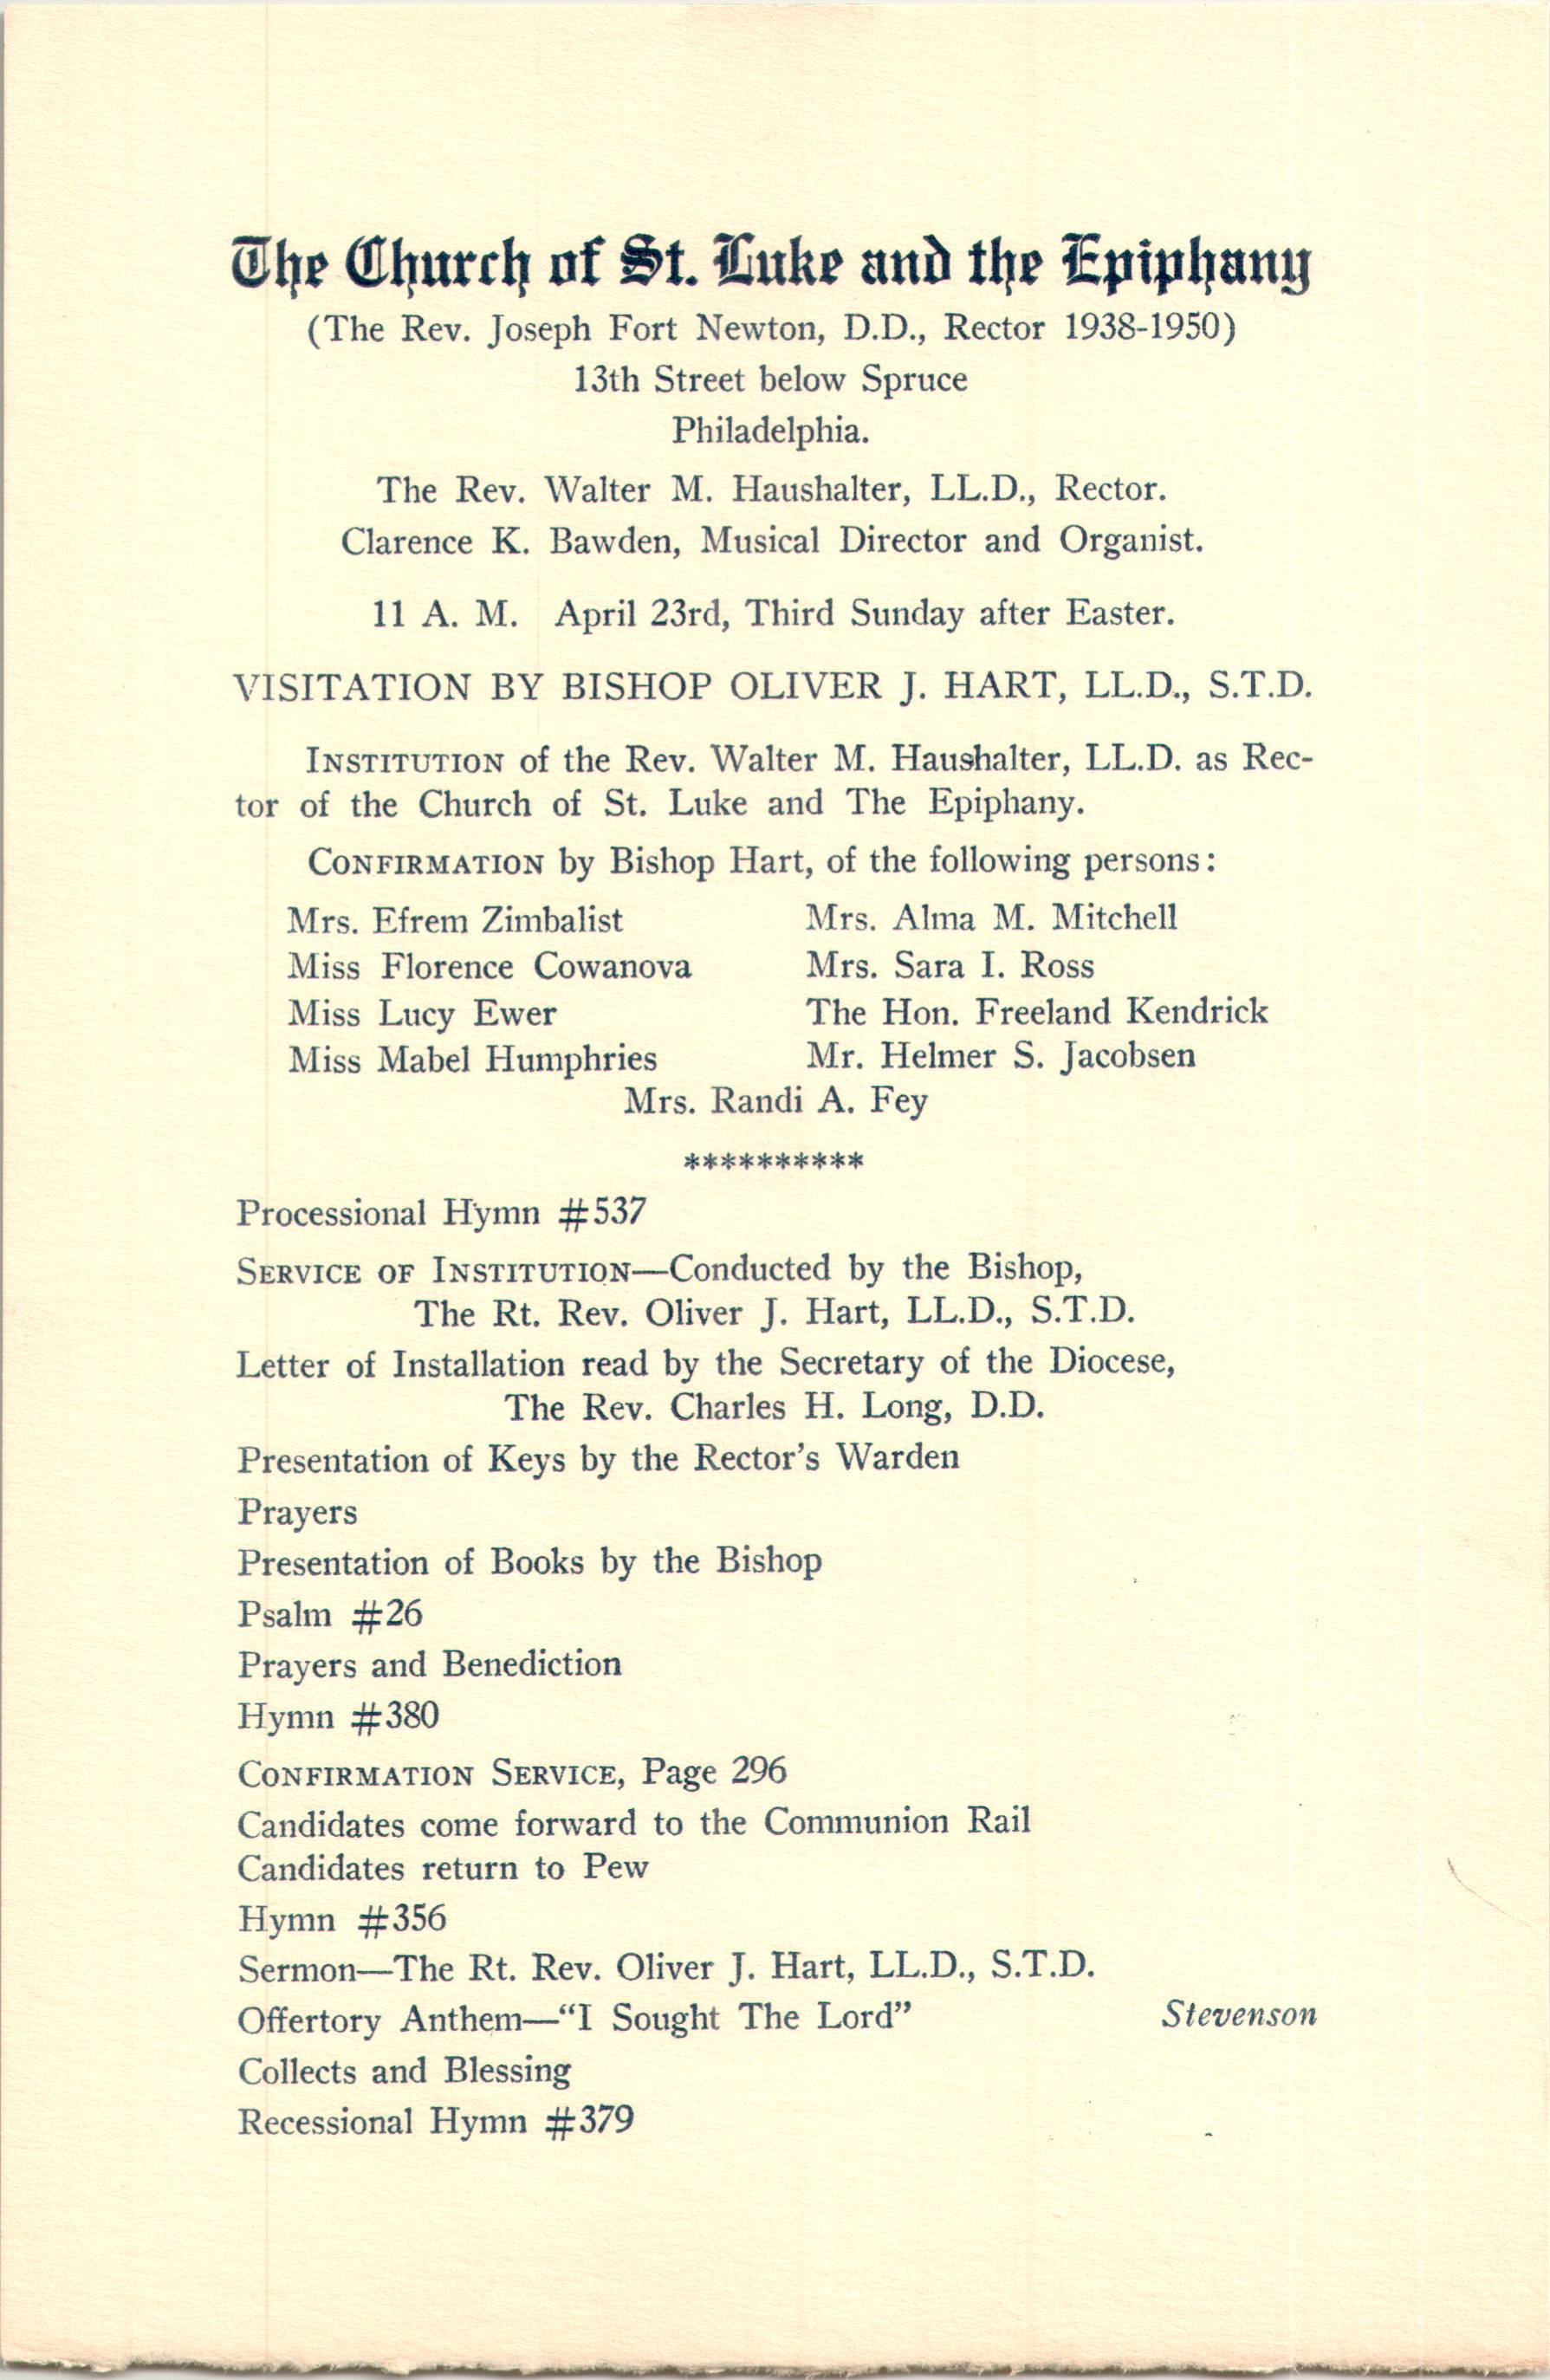 The Church of St. Luke and the Epiphany
(The Rev. Joseph Fort Newton, D.D., Rector 1938-1950)
13th Street below Spruce
Philadelphia.
The Rev. Walter M. Haushalter, LL.D., Rector.
Clarence K. Bawden, Musical Director and Organist.
11 A. M. April 23rd, Third Sunday after Easter.
VISITATION BY BISHOP OLIVER J. HART, LL.D., S.T.D.
INSTITUTION of the Rev. Walter M. Haushalter, LL.D. as Rec-
tor of the Church of St. Luke and The Epiphany.
CONFIRMATION by Bishop Hart, of the following persons:
Mrs. Efrem Zimbalist
Miss Florence Cowanova
Miss Lucy Ewer
Miss Mabel Humphries
Mrs. Alma M. Mitchell
Mrs. Sara I. Ross
The Hon. Freeland Kendrick
Mr. Helmer S. Jacobsen
Mrs. Randi A. Fey
**********
Processional Hymn #537
SERVICE OF INSTITUTION—Conducted by the Bishop,
The Rt. Rev. Oliver J. Hart, LL.D., S.T.D.
Letter of Installation read by the Secretary of the Diocese,
The Rev. Charles H. Long, D.D.
Presentation of Keys by the Rector's Warden
Prayers
Presentation of Books by the Bishop
Psalm #26
Prayers and Benediction
Hymn #380
CONFIRMATION SERVICE, Page 296
Candidates come forward to the Communion Rail
Candidates return to Pew
Hymn #356
Sermon—The Rt. Rev. Oliver J. Hart, LL.D., S.T.D.
Offertory Anthem—“I Sought The Lord” Stevenson
Collects and Blessing
Recessional Hymn #379